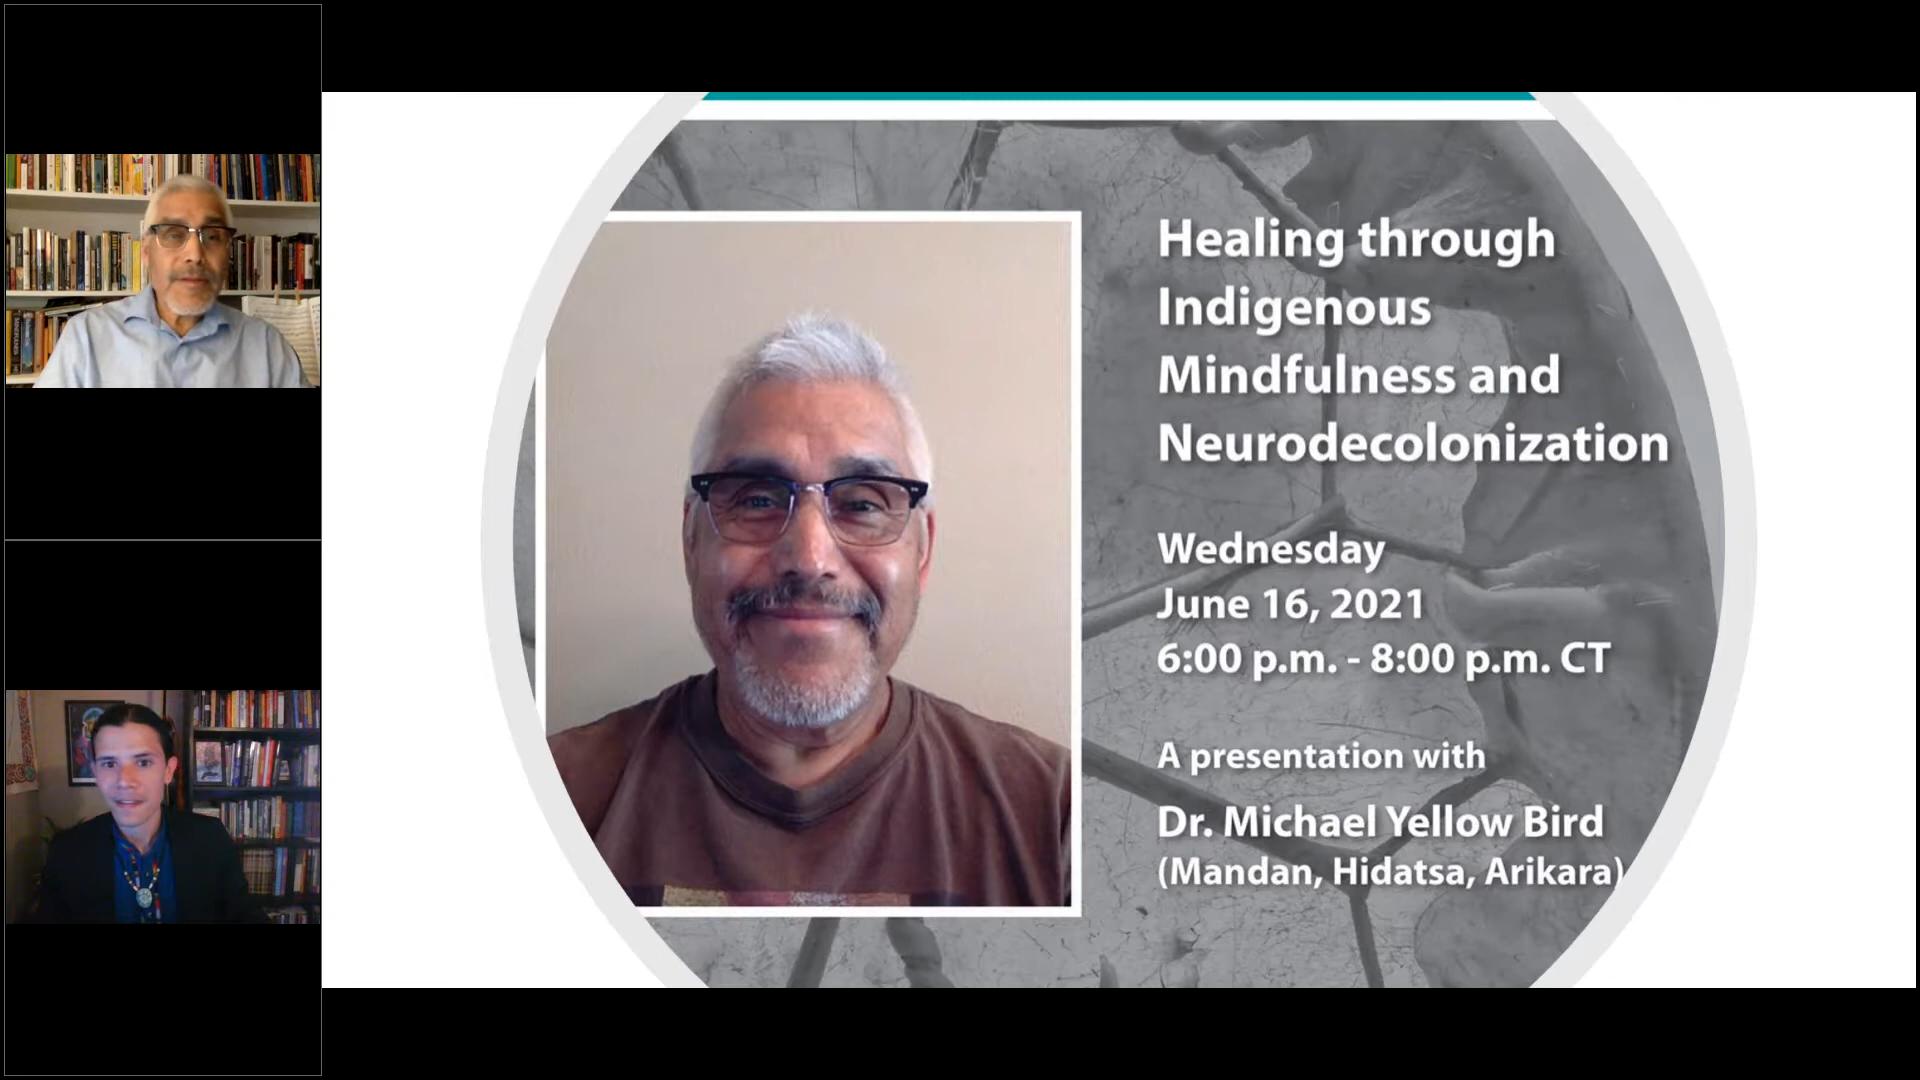 Healing through
Indigenous
Mindfulness and
Neurodecolonization
Wednesday
June 16, 2021
6:00 p.m. - 8:00 p.m. CT
A presentation with
Dr. Michael Yellow Bird
(Mandan, Hidatsa, Arikara)